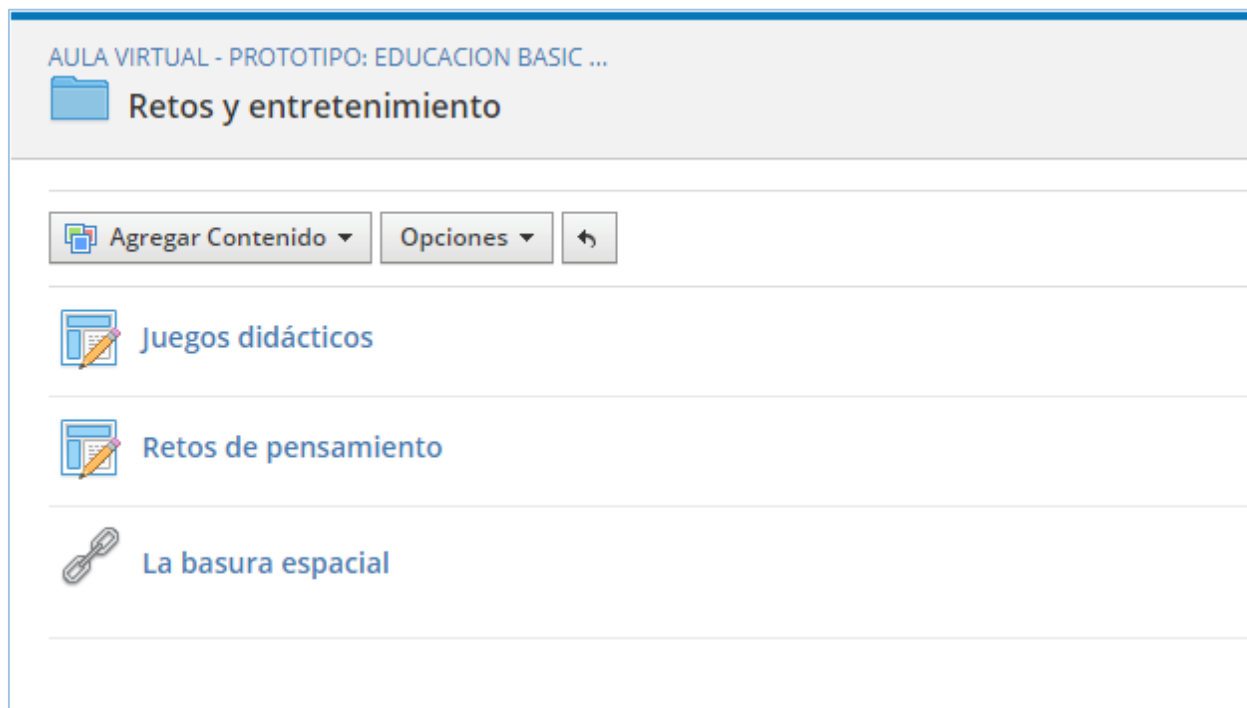 AULA VIRTUAL - PROTOTIPO: EDUCACION BASIC ...
Retos y entretenimiento
Agregar Contenido Opciones
Juegos didácticos
Retos de pensamiento
La basura espacial